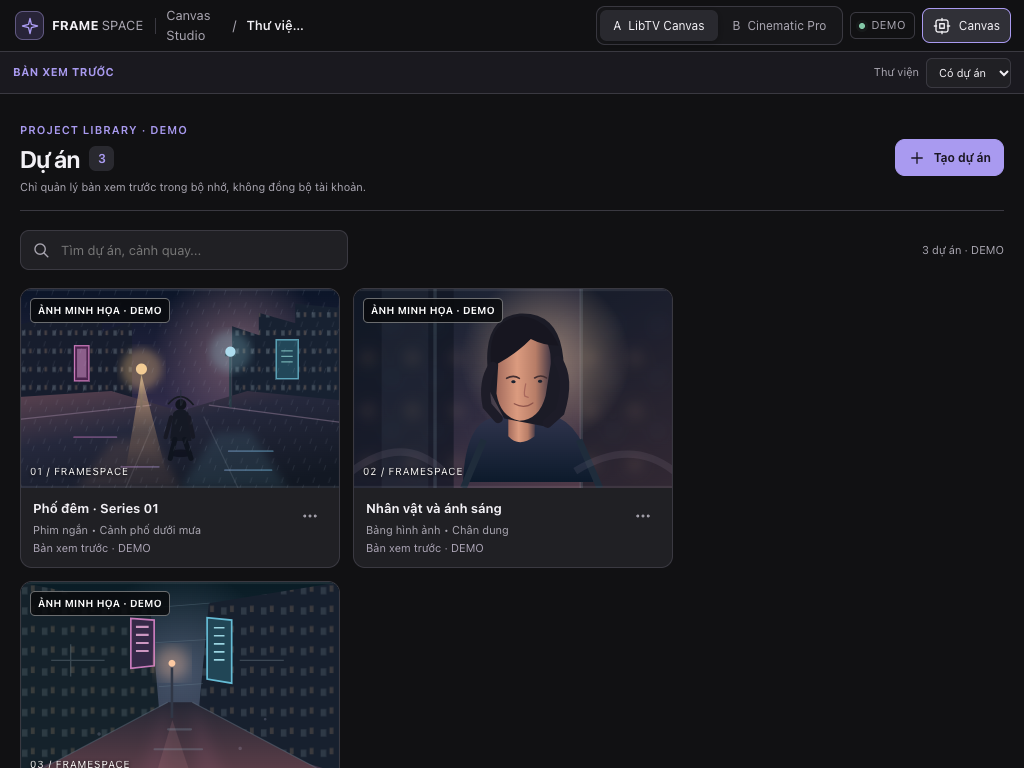 FRAME SPACE
Canvas Studio
/ Thư việ...
A LibTV Canvas
B Cinematic Pro
DEMO
Canvas
BẢN XEM TRƯỚC
Thư viện
Có dự án
PROJECT LIBRARY · DEMO
Dự án 3
Tạo dự án
Chỉ quản lý bản xem trước trong bộ nhớ, không đồng bộ tài khoản.
Tìm dự án, cảnh quay...
3 dự án · DEMO
ẢNH MINH HỌA · DEMO
01 / FRAMESPACE
Phố đêm · Series 01
Phim ngắn • Cảnh phố dưới mưa
Bản xem trước · DEMO
ẢNH MINH HỌA · DEMO
02 / FRAMESPACE
Nhân vật và ánh sáng
Bảng hình ảnh • Chân dung
Bản xem trước · DEMO
ẢNH MINH HỌA · DEMO
03 / FRAMESPACE